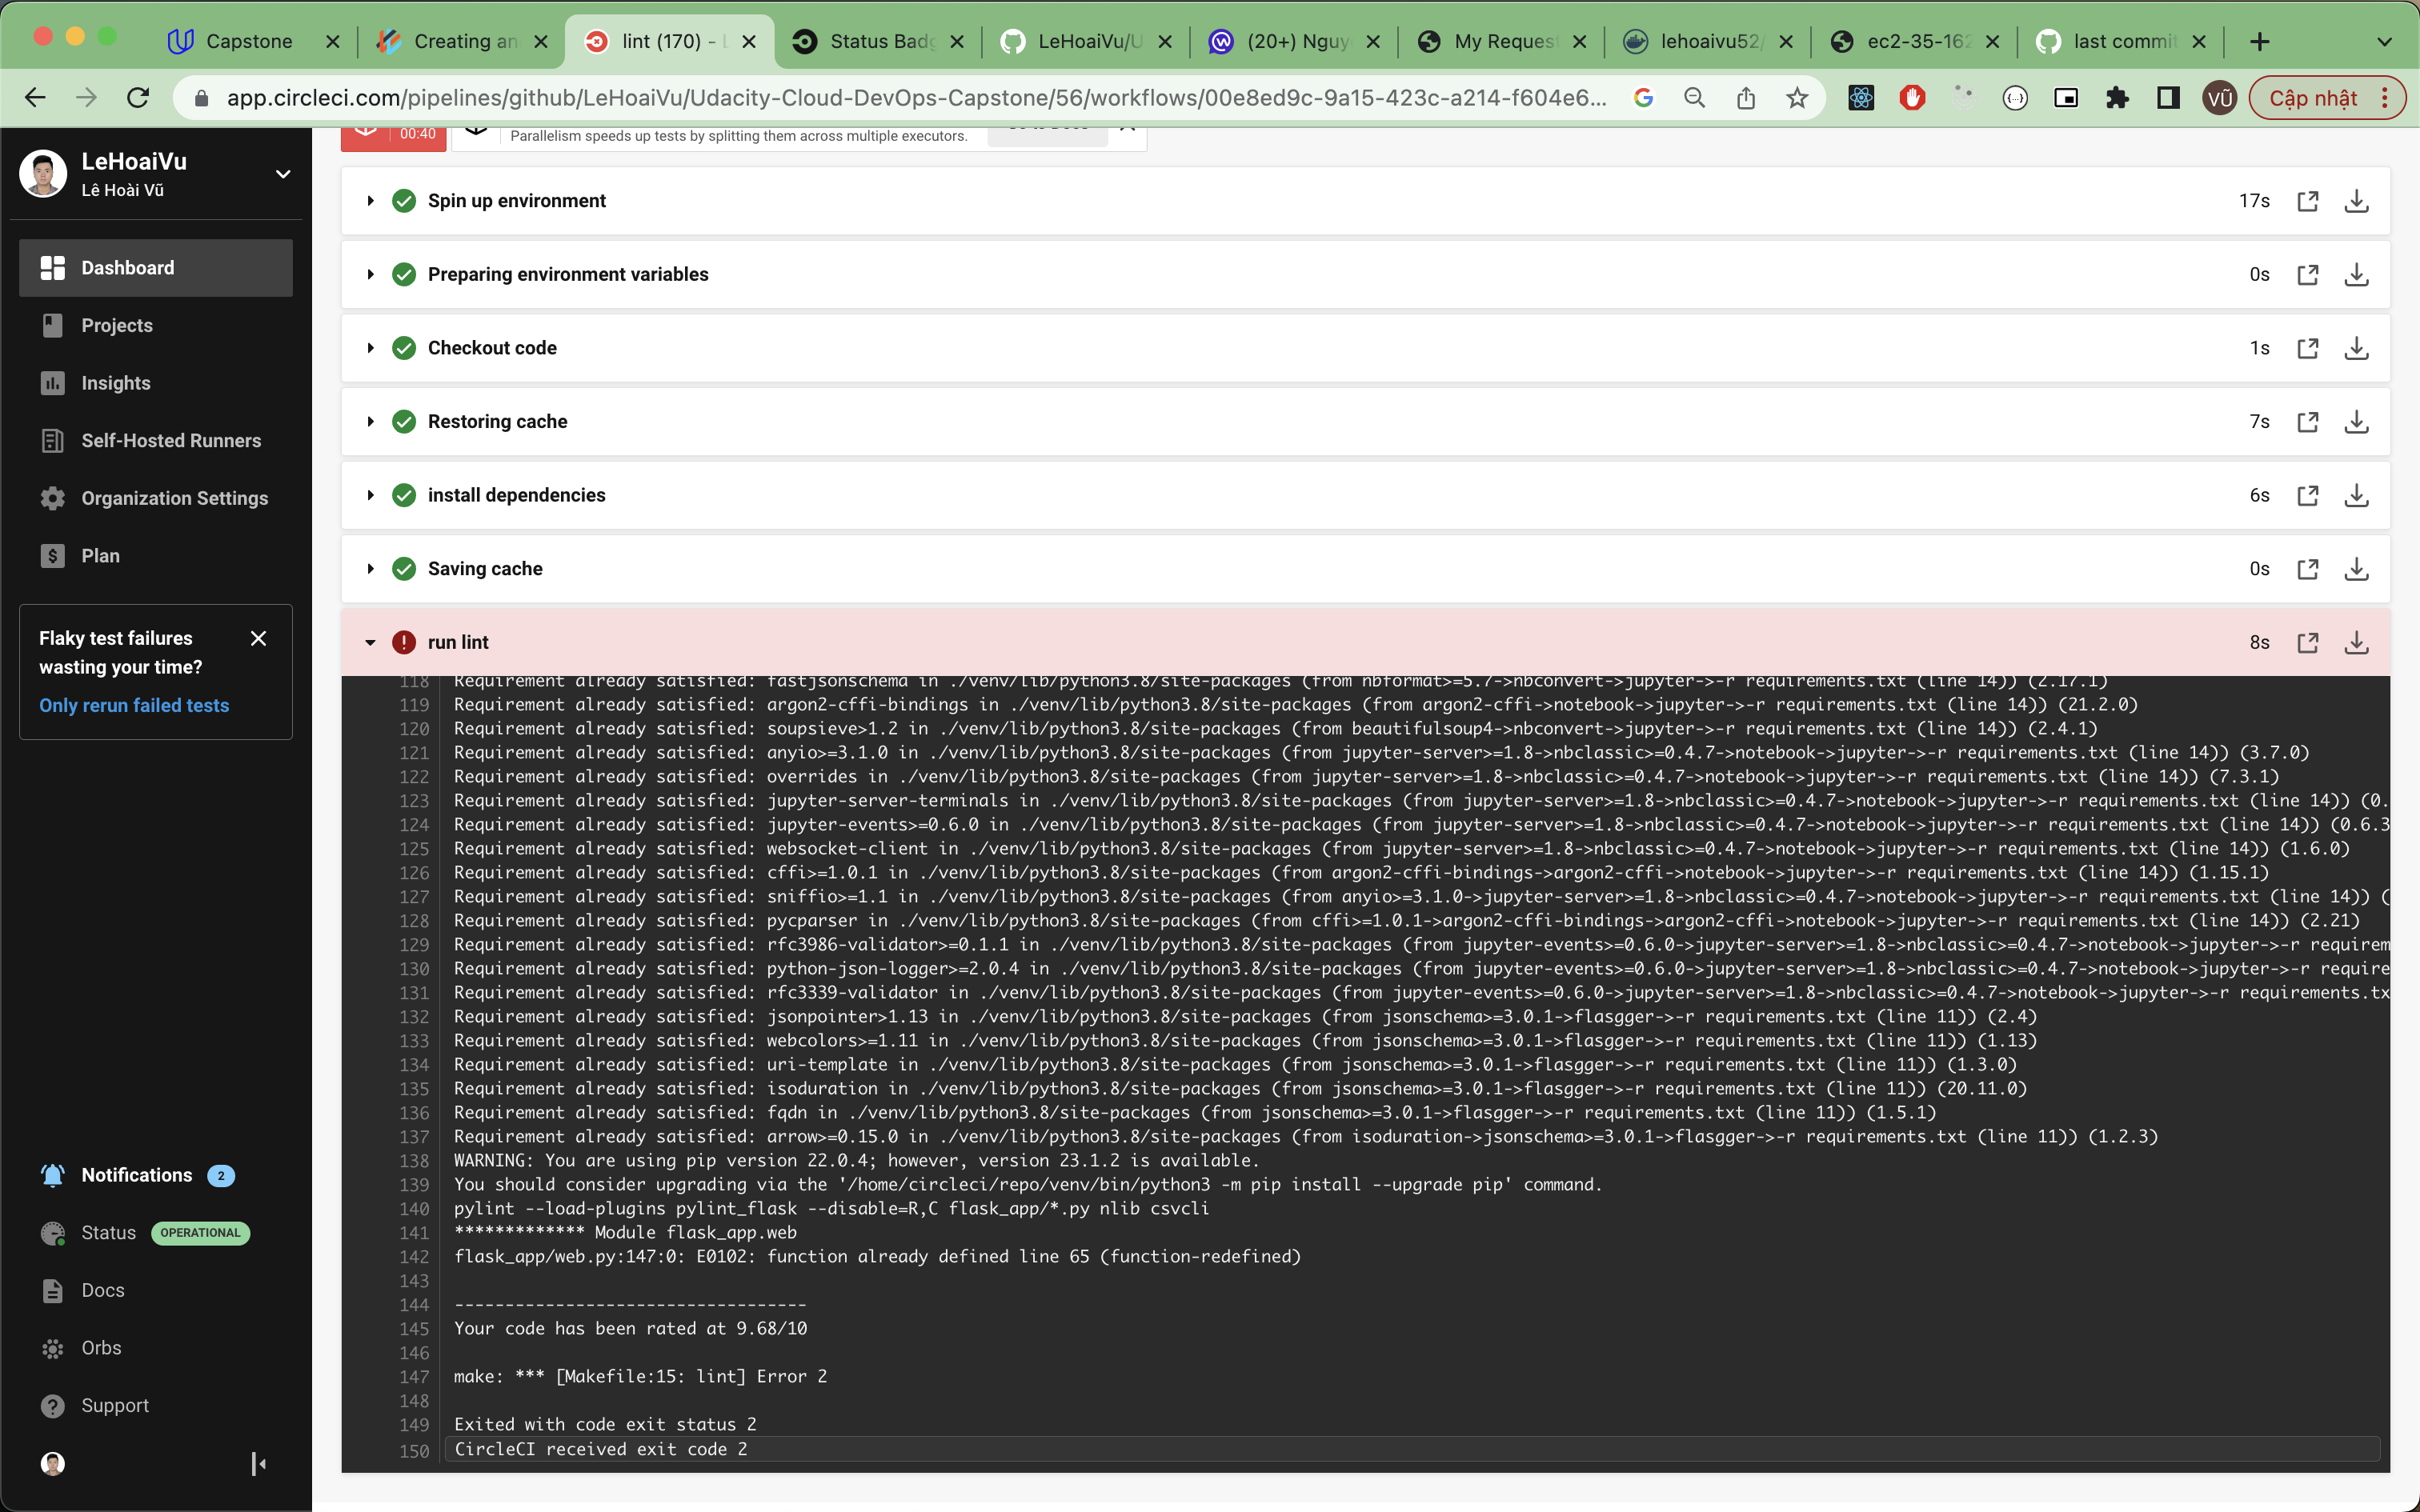 Capstone
Creating an
lint (170) -
Status Badg
LeHoaiVu/U
(20+) Nguy
My Reques
lehoaivu52/
ec2-35-162
last commit
app.circleci.com/pipelines/github/LeHoaiVu/Udacity-Cloud-DevOps-Capstone/56/workflows/00e8ed9c-9a15-423c-a214-f604e6...
VŨ
Cập nhật
LeHoaiVu
Lê Hoài Vũ
Dashboard
Projects
Insights
Self-Hosted Runners
Organization Settings
Plan
Flaky test failures
wasting your time?
Only rerun failed tests
Notifications 2
Status OPERATIONAL
Docs
Orbs
Support
00:40
Parallelism speeds up tests by splitting them across multiple executors.
Spin up environment 17s
Preparing environment variables 0s
Checkout code 1s
Restoring cache 7s
install dependencies 6s
Saving cache 0s
run lint 8s
118 Requirement already satisfied: fastjsonschema in ./venv/lib/python3.8/site-packages (from nbformat>=5.7->nbconvert->jupyter->-r requirements.txt (line 14)) (2.17.1)
119 Requirement already satisfied: argon2-cffi-bindings in ./venv/lib/python3.8/site-packages (from argon2-cffi->notebook->jupyter->-r requirements.txt (line 14)) (21.2.0)
120 Requirement already satisfied: soupsieve>1.2 in ./venv/lib/python3.8/site-packages (from beautifulsoup4->nbconvert->jupyter->-r requirements.txt (line 14)) (2.4.1)
121 Requirement already satisfied: anyio>=3.1.0 in ./venv/lib/python3.8/site-packages (from jupyter-server>=1.8->nbclassic>=0.4.7->notebook->jupyter->-r requirements.txt (line 14)) (3.7.0)
122 Requirement already satisfied: overrides in ./venv/lib/python3.8/site-packages (from jupyter-server>=1.8->nbclassic>=0.4.7->notebook->jupyter->-r requirements.txt (line 14)) (7.3.1)
123 Requirement already satisfied: jupyter-server-terminals in ./venv/lib/python3.8/site-packages (from jupyter-server>=1.8->nbclassic>=0.4.7->notebook->jupyter->-r requirements.txt (line 14)) (0.
124 Requirement already satisfied: jupyter-events>=0.6.0 in ./venv/lib/python3.8/site-packages (from jupyter-server>=1.8->nbclassic>=0.4.7->notebook->jupyter->-r requirements.txt (line 14)) (0.6.3
125 Requirement already satisfied: websocket-client in ./venv/lib/python3.8/site-packages (from jupyter-server>=1.8->nbclassic>=0.4.7->notebook->jupyter->-r requirements.txt (line 14)) (1.6.0)
126 Requirement already satisfied: cffi>=1.0.1 in ./venv/lib/python3.8/site-packages (from argon2-cffi-bindings->argon2-cffi->notebook->jupyter->-r requirements.txt (line 14)) (1.15.1)
127 Requirement already satisfied: sniffio>=1.1 in ./venv/lib/python3.8/site-packages (from anyio>=3.1.0->jupyter-server>=1.8->nbclassic>=0.4.7->notebook->jupyter->-r requirements.txt (line 14)) (
128 Requirement already satisfied: pycparser in ./venv/lib/python3.8/site-packages (from cffi>=1.0.1->argon2-cffi-bindings->argon2-cffi->notebook->jupyter->-r requirements.txt (line 14)) (2.21)
129 Requirement already satisfied: rfc3986-validator>=0.1.1 in ./venv/lib/python3.8/site-packages (from jupyter-events>=0.6.0->jupyter-server>=1.8->nbclassic>=0.4.7->notebook->jupyter->-r requirem
130 Requirement already satisfied: python-json-logger>=2.0.4 in ./venv/lib/python3.8/site-packages (from jupyter-events>=0.6.0->jupyter-server>=1.8->nbclassic>=0.4.7->notebook->jupyter->-r require
131 Requirement already satisfied: rfc3339-validator in ./venv/lib/python3.8/site-packages (from jupyter-events>=0.6.0->jupyter-server>=1.8->nbclassic>=0.4.7->notebook->jupyter->-r requirements.tx
132 Requirement already satisfied: jsonpointer>1.13 in ./venv/lib/python3.8/site-packages (from jsonschema>=3.0.1->flasgger->-r requirements.txt (line 11)) (2.4)
133 Requirement already satisfied: webcolors>=1.11 in ./venv/lib/python3.8/site-packages (from jsonschema>=3.0.1->flasgger->-r requirements.txt (line 11)) (1.13)
134 Requirement already satisfied: uri-template in ./venv/lib/python3.8/site-packages (from jsonschema>=3.0.1->flasgger->-r requirements.txt (line 11)) (1.3.0)
135 Requirement already satisfied: isoduration in ./venv/lib/python3.8/site-packages (from jsonschema>=3.0.1->flasgger->-r requirements.txt (line 11)) (20.11.0)
136 Requirement already satisfied: fqdn in ./venv/lib/python3.8/site-packages (from jsonschema>=3.0.1->flasgger->-r requirements.txt (line 11)) (1.5.1)
137 Requirement already satisfied: arrow>=0.15.0 in ./venv/lib/python3.8/site-packages (from isoduration->jsonschema>=3.0.1->flasgger->-r requirements.txt (line 11)) (1.2.3)
138 WARNING: You are using pip version 22.0.4; however, version 23.1.2 is available.
139 You should consider upgrading via the '/home/circleci/repo/venv/bin/python3 -m pip install --upgrade pip' command.
140 pylint --load-plugins pylint_flask --disable=R,C flask_app/*.py nlib csvcli
141 ************* Module flask_app.web
142 flask_app/web.py:147:0: E0102: function already defined line 65 (function-redefined)
143
144 -----------------------------------
145 Your code has been rated at 9.68/10
146
147 make: *** [Makefile:15: lint] Error 2
148
149 Exited with code exit status 2
150 CircleCI received exit code 2